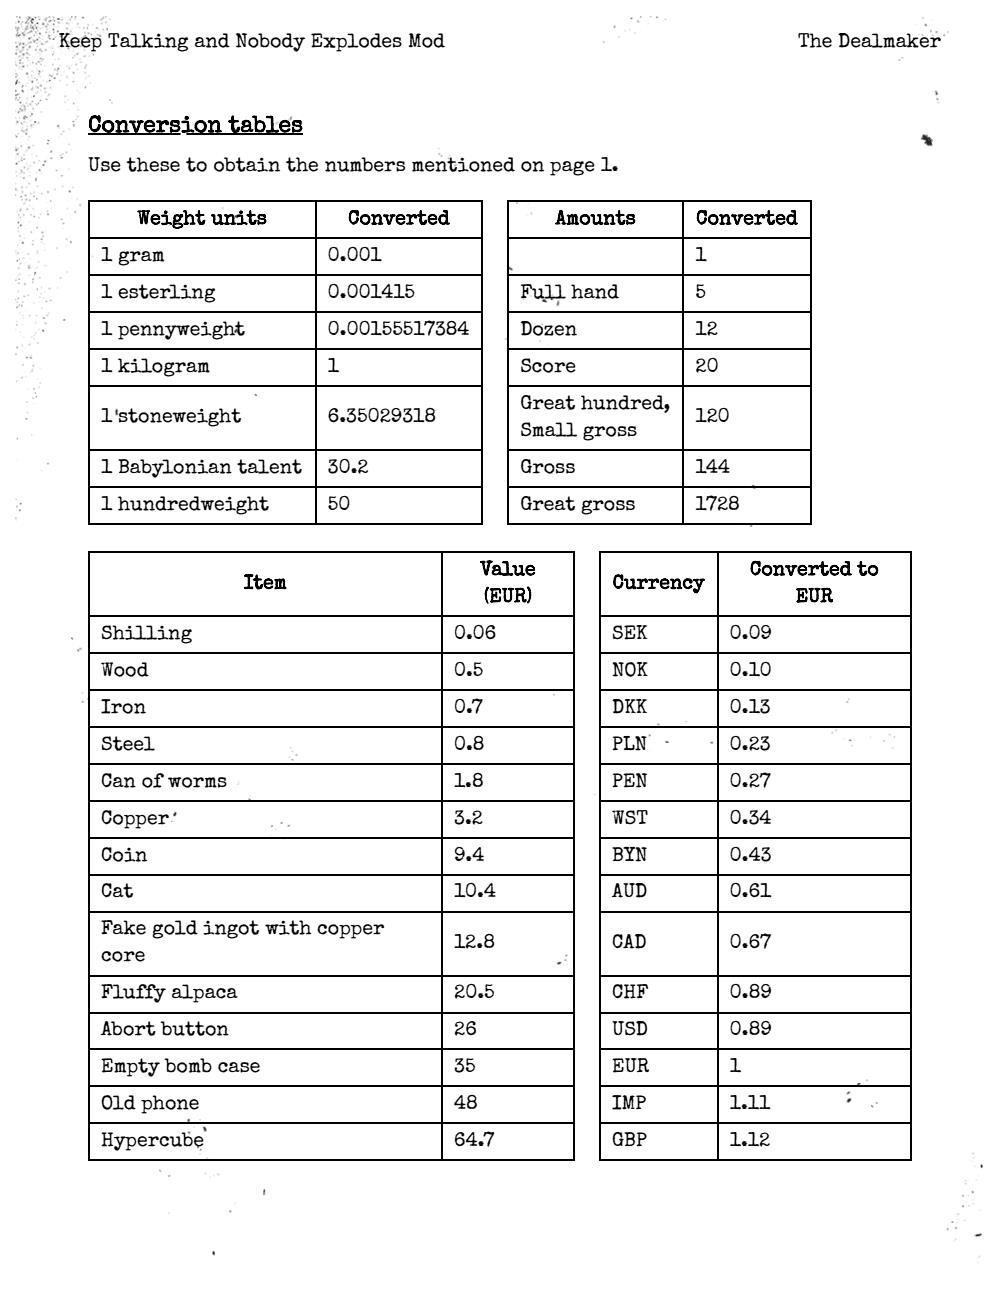 Keep Talking and Nobody Explodes Mod
The Dealmaker
Conversion tables
Use these to obtain the numbers mentioned on page 1.
Weight units Converted
1 gram 0.001
1 esterling 0.001415
1 pennyweight 0.00155517384
1 kilogram 1
1 stoneweight 6.35029318
1 Babylonian talent 30.2
1 hundredweight 50
Amounts Converted
1
Full hand 5
Dozen 12
Score 20
Great hundred,
Small gross 120
Gross 144
Great gross 1728
Item Value
(EUR)
Shilling 0.06
Wood 0.5
Iron 0.7
Steel 0.8
Can of worms 1.8
Copper 3.2
Coin 9.4
Cat 10.4
Fake gold ingot with copper
core 12.8
Fluffy alpaca 20.5
Abort button 26
Empty bomb case 35
Old phone 48
Hypercube 64.7
Currency Converted to
EUR
SEK 0.09
NOK 0.10
DKK 0.13
PLN 0.23
PEN 0.27
WST 0.34
BYN 0.43
AUD 0.61
CAD 0.67
CHF 0.89
USD 0.89
EUR 1
IMP 1.11
GBP 1.12